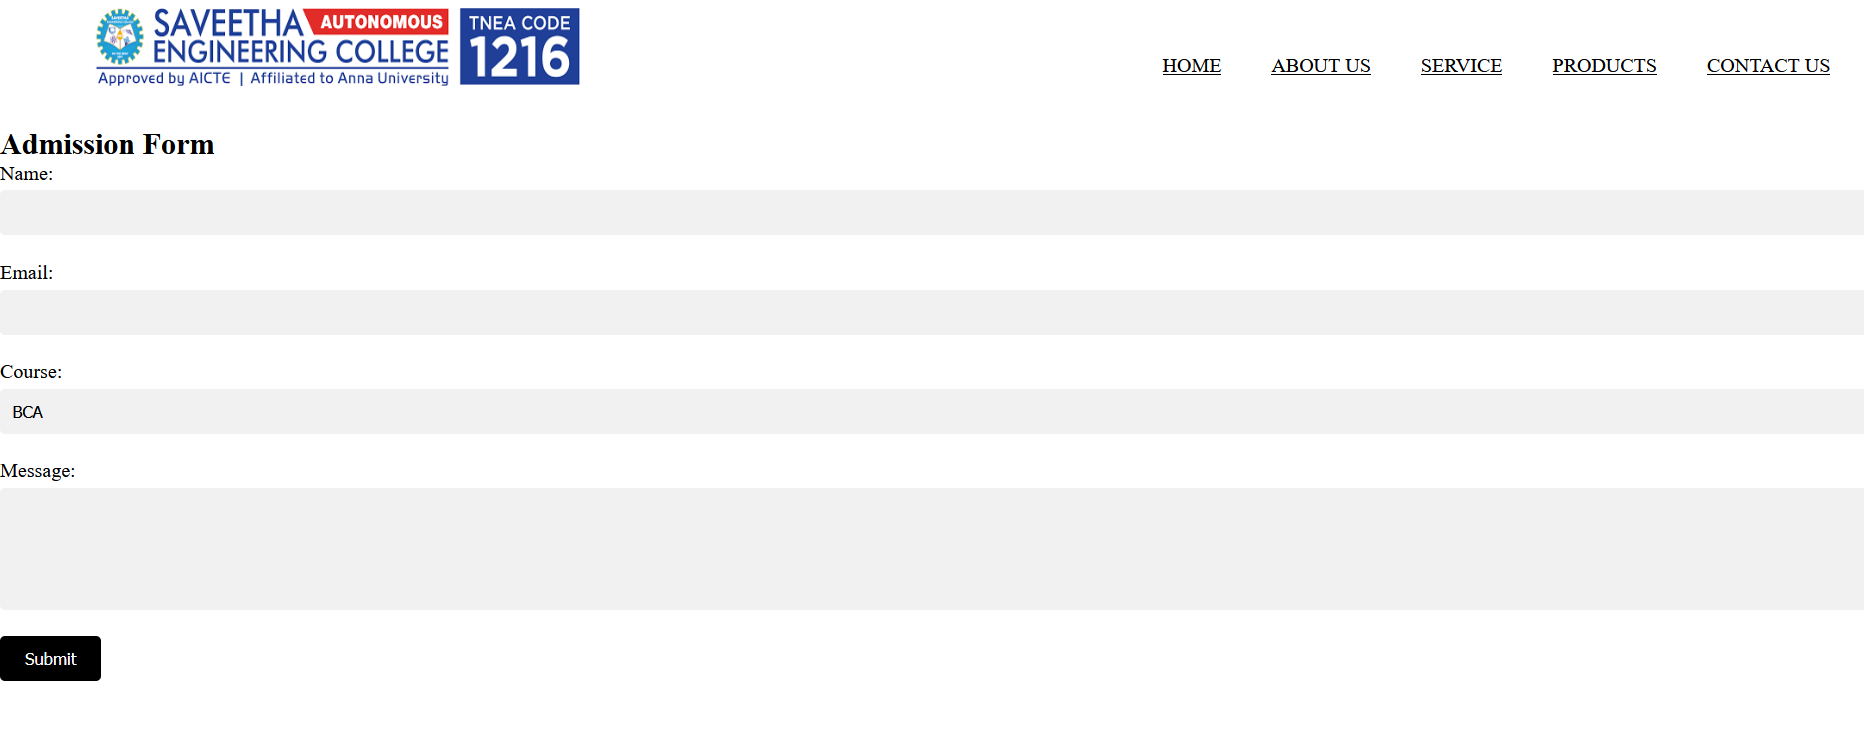 SAVEETHA AUTONOMOUS
ENGINEERING COLLEGE
Approved by AICTE | Affiliated to Anna University
TNEA CODE
1216
HOME ABOUT US SERVICE PRODUCTS CONTACT US
Admission Form
Name:
Email:
Course:
BCA
Message:
Submit